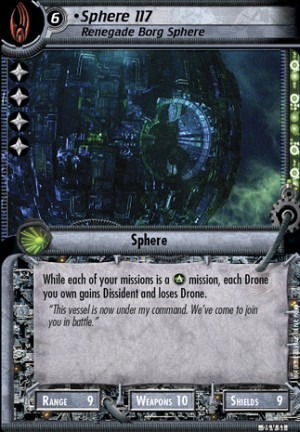 6
•Sphere 117
Renegade Borg Sphere
Sphere
While each of your missions is a mission, each Drone
you own gains Dissident and loses Drone.
"This vessel is now under my command. We've come to join
you in battle."
Range 9
Weapons 10
Shields 9